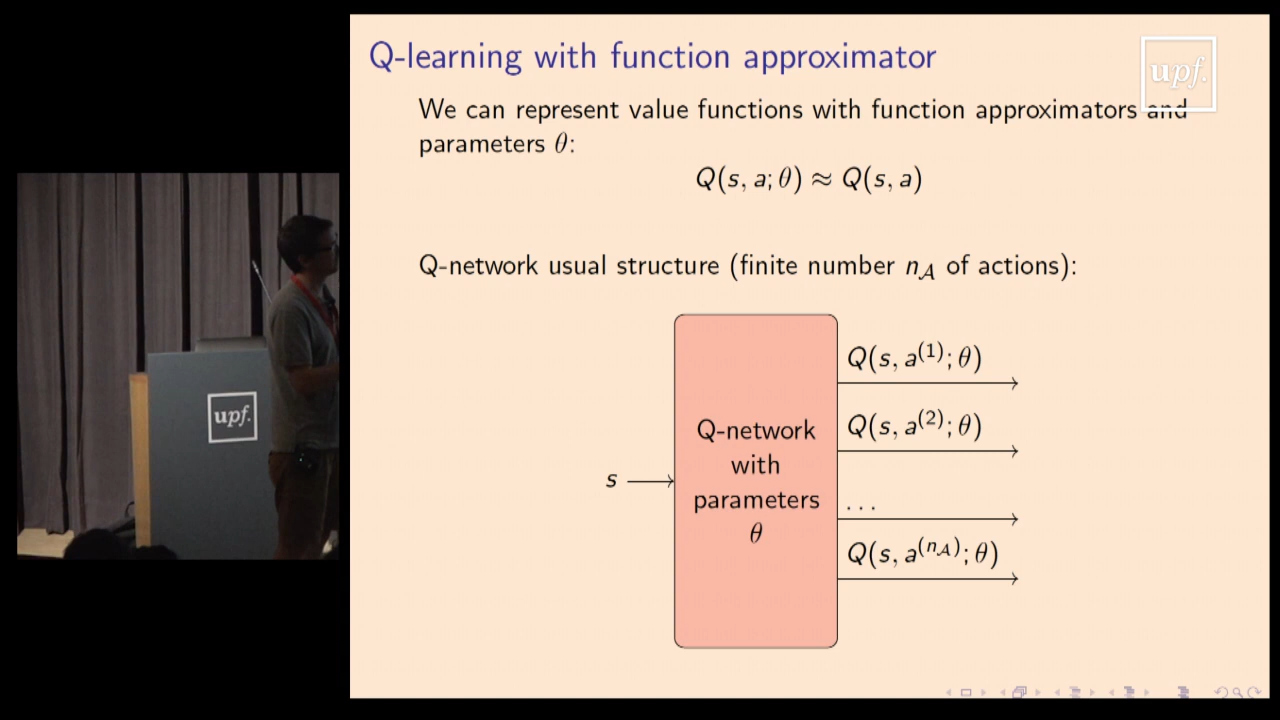 Q-learning with function approximator
upf.
We can represent value functions with function approximators and
parameters θ:
Q(s, a; θ) ≈ Q(s, a)
Q-network usual structure (finite number n_𝒜 of actions):
s
Q-network
with
parameters
θ
Q(s, a^(1); θ)
Q(s, a^(2); θ)
...
Q(s, a^(n_𝒜); θ)
upf.